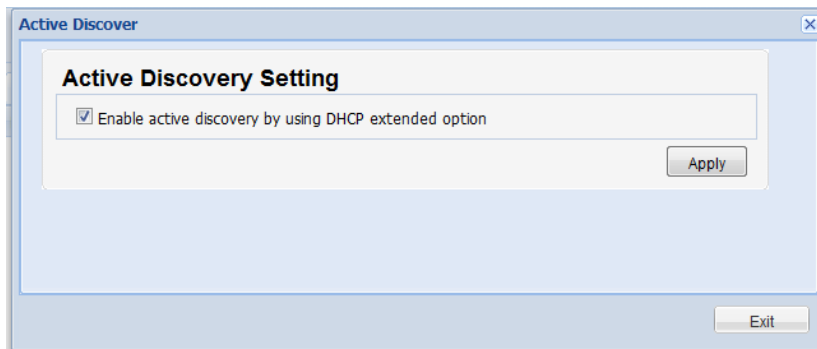 Active Discover
Active Discovery Setting
Enable active discovery by using DHCP extended option
Apply
Exit